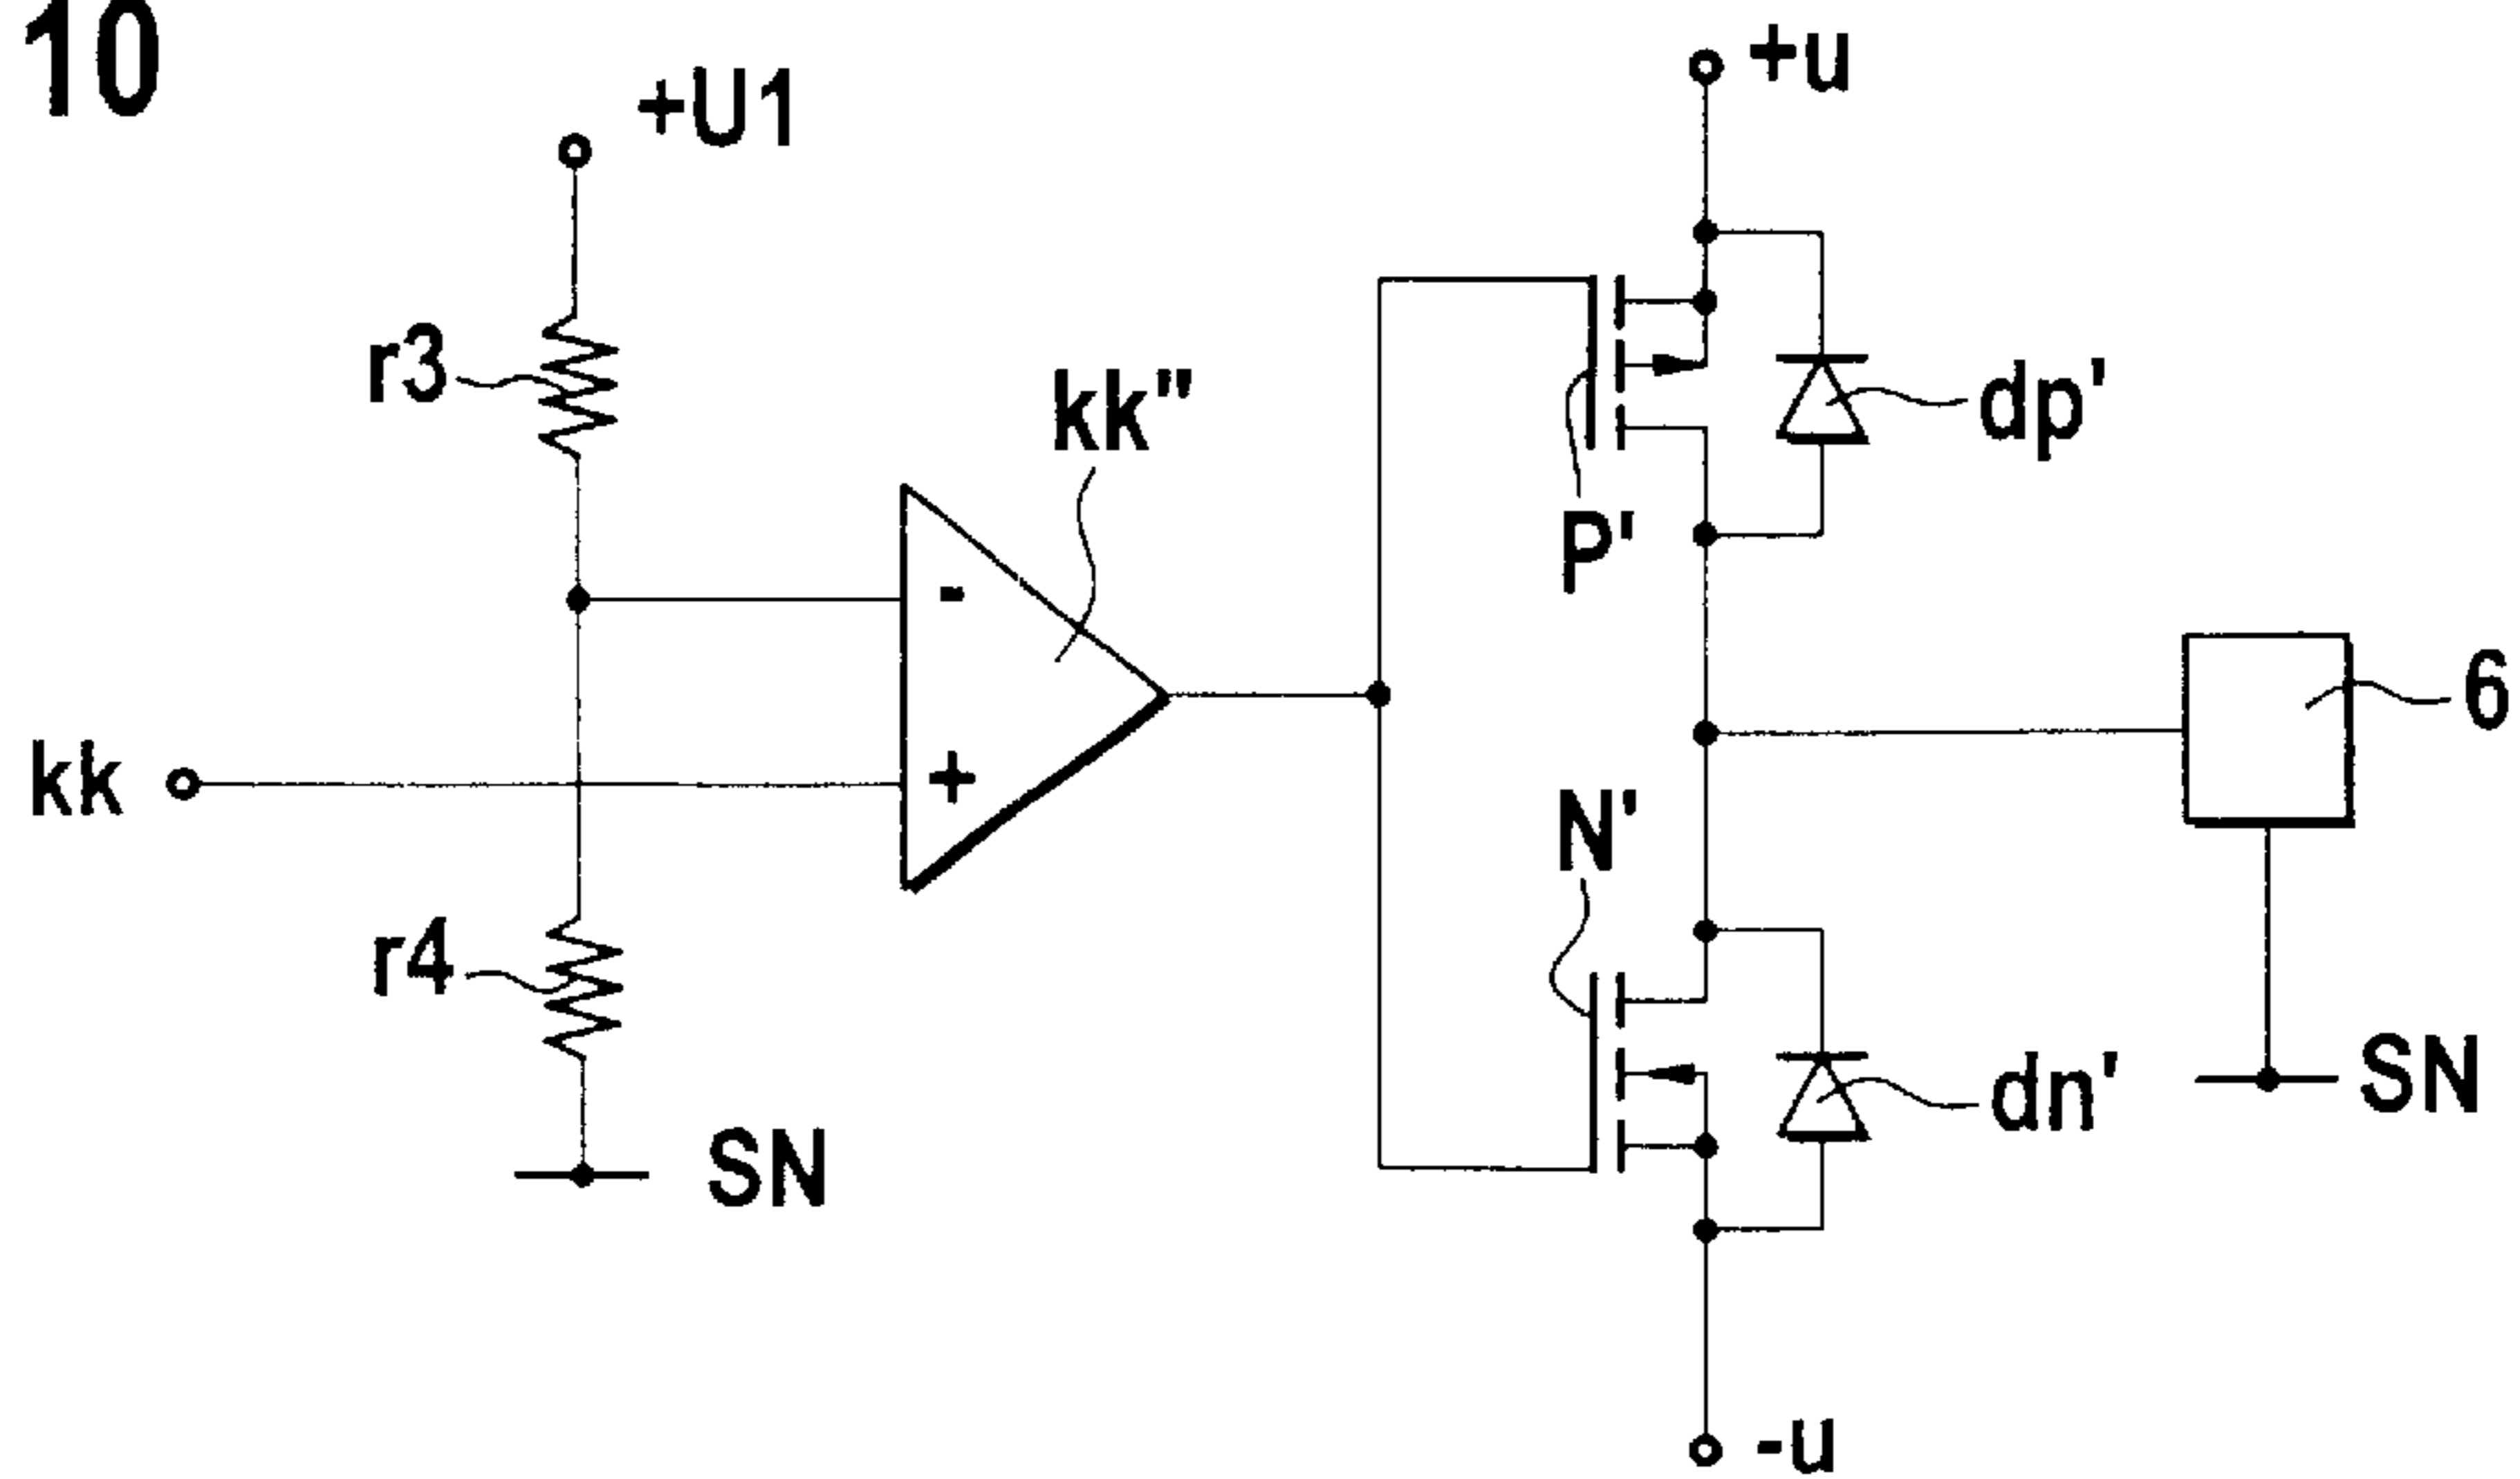 10
+U1
+u
r3
kk"
dp'
P'
-
6
kk
+
N'
r4
SN
dn'
SN
-u